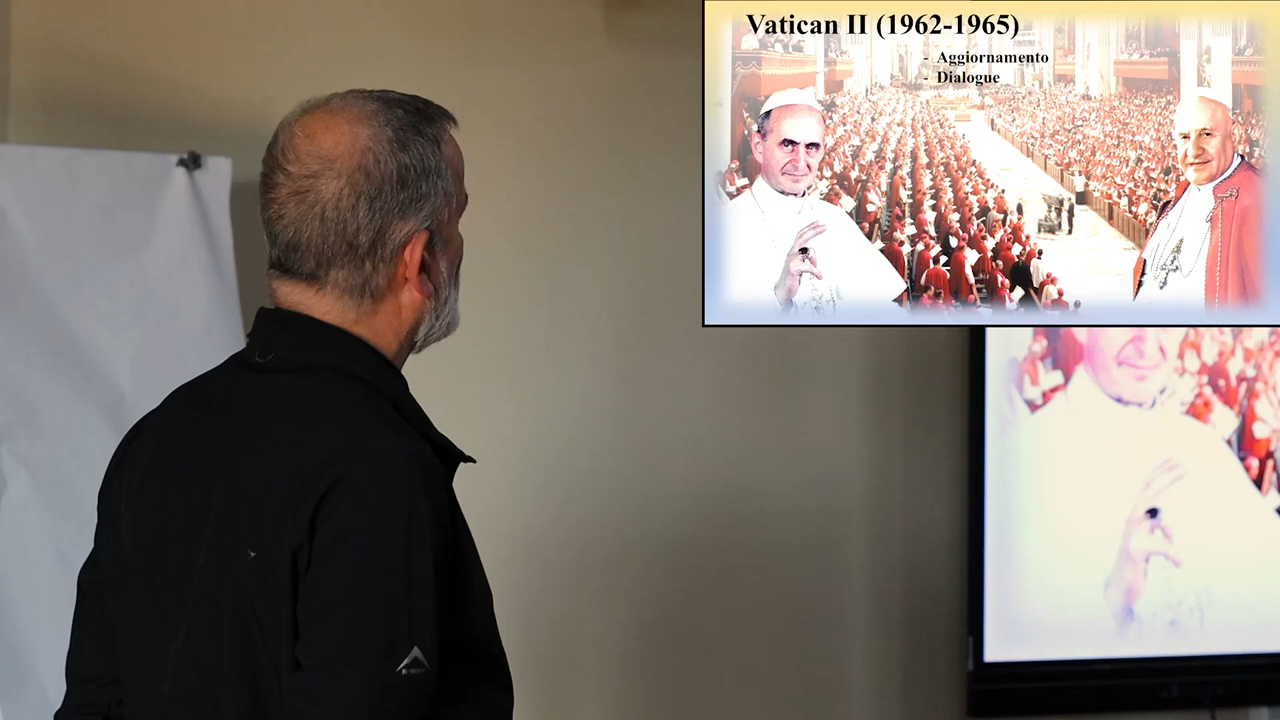 Vatican II (1962-1965)
- Aggiornamento
- Dialogue